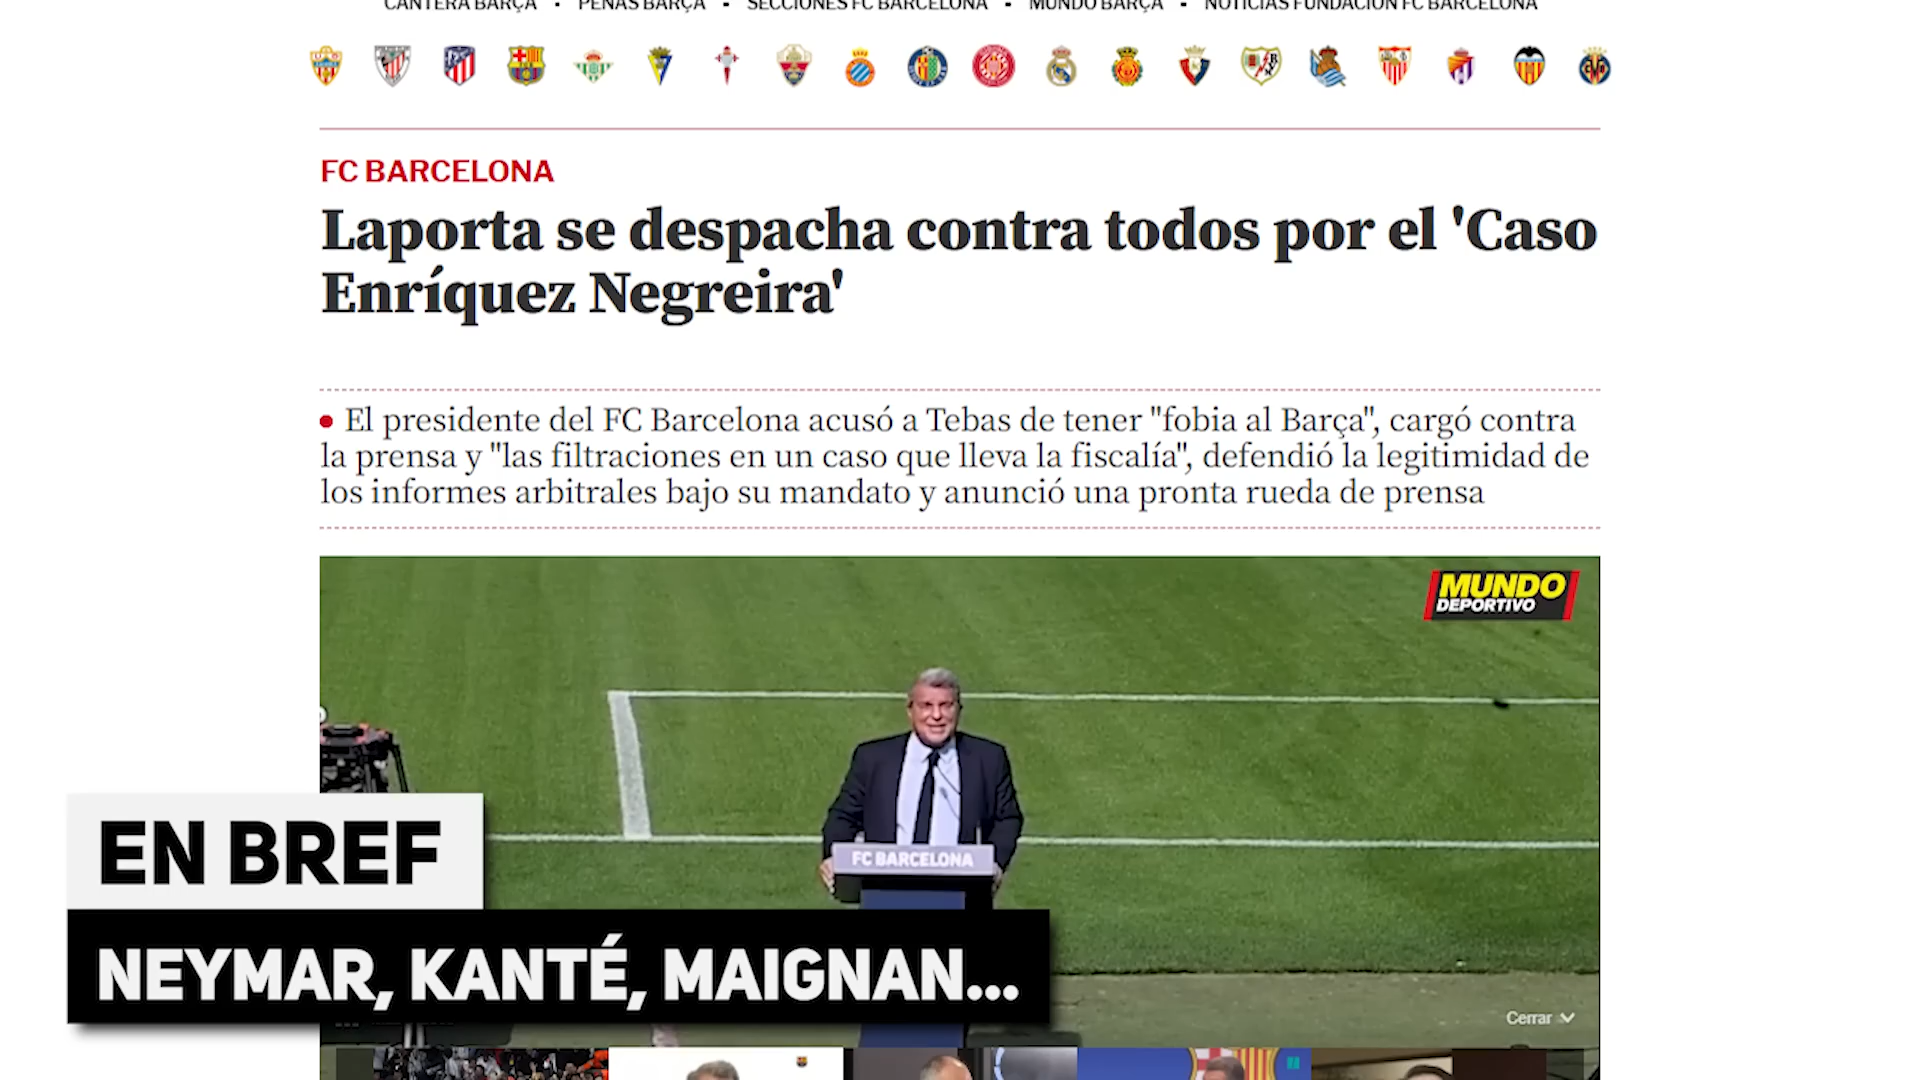 CANTERA BARÇA - PEÑAS BARÇA - SECCIONES FC BARCELONA - MUNDO BARÇA - NOTICIAS FUNDACIÓN FC BARCELONA
FC BARCELONA
Laporta se despacha contra todos por el 'Caso
Enríquez Negreira'
• El presidente del FC Barcelona acusó a Tebas de tener "fobia al Barça", cargó contra
la prensa y "las filtraciones en un caso que lleva la fiscalía", defendió la legitimidad de
los informes arbitrales bajo su mandato y anunció una pronta rueda de prensa
MUNDO
DEPORTIVO
FC BARCELONA
EN BREF
NEYMAR, KANTÉ, MAIGNAN...
Cerrar